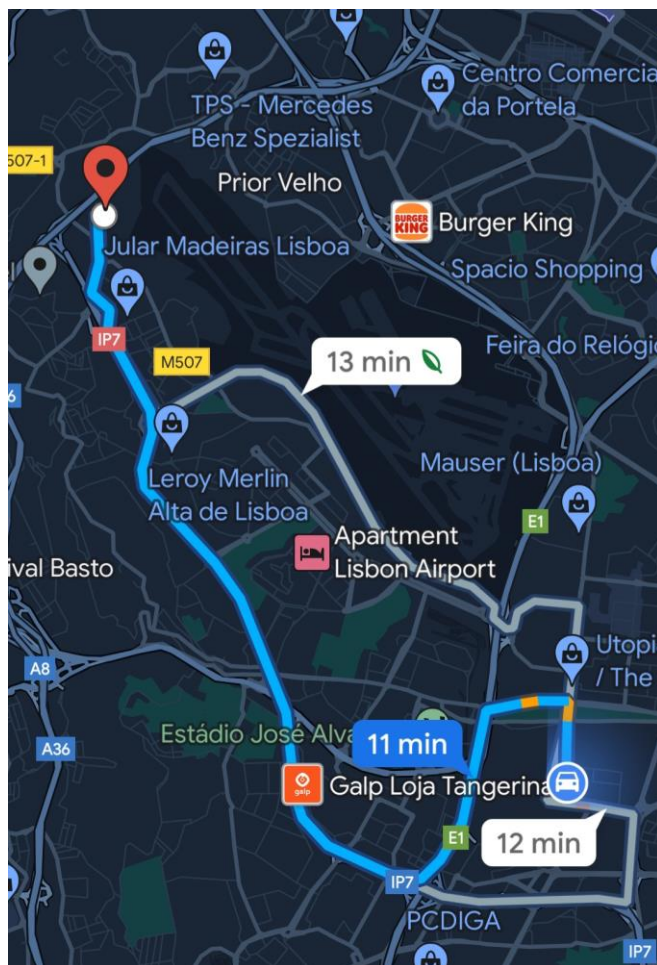 Centro Comercia
da Portela
TPS - Mercedes
Benz Spezialist
507-1
Prior Velho
BURGER
KING
Burger King
Jular Madeiras Lisboa
el
Spacio Shopping
IP7
M507
13 min
Feira do Relógio
6
Leroy Merlin
Alta de Lisboa
Mauser (Lisboa)
E1
Apartment
Lisbon Airport
ival Basto
A8
Utopi
/ The
Estádio José Alva
11 min
A36
galp
Galp Loja Tangerina
E1
12 min
IP7
PCDIGA
IP7